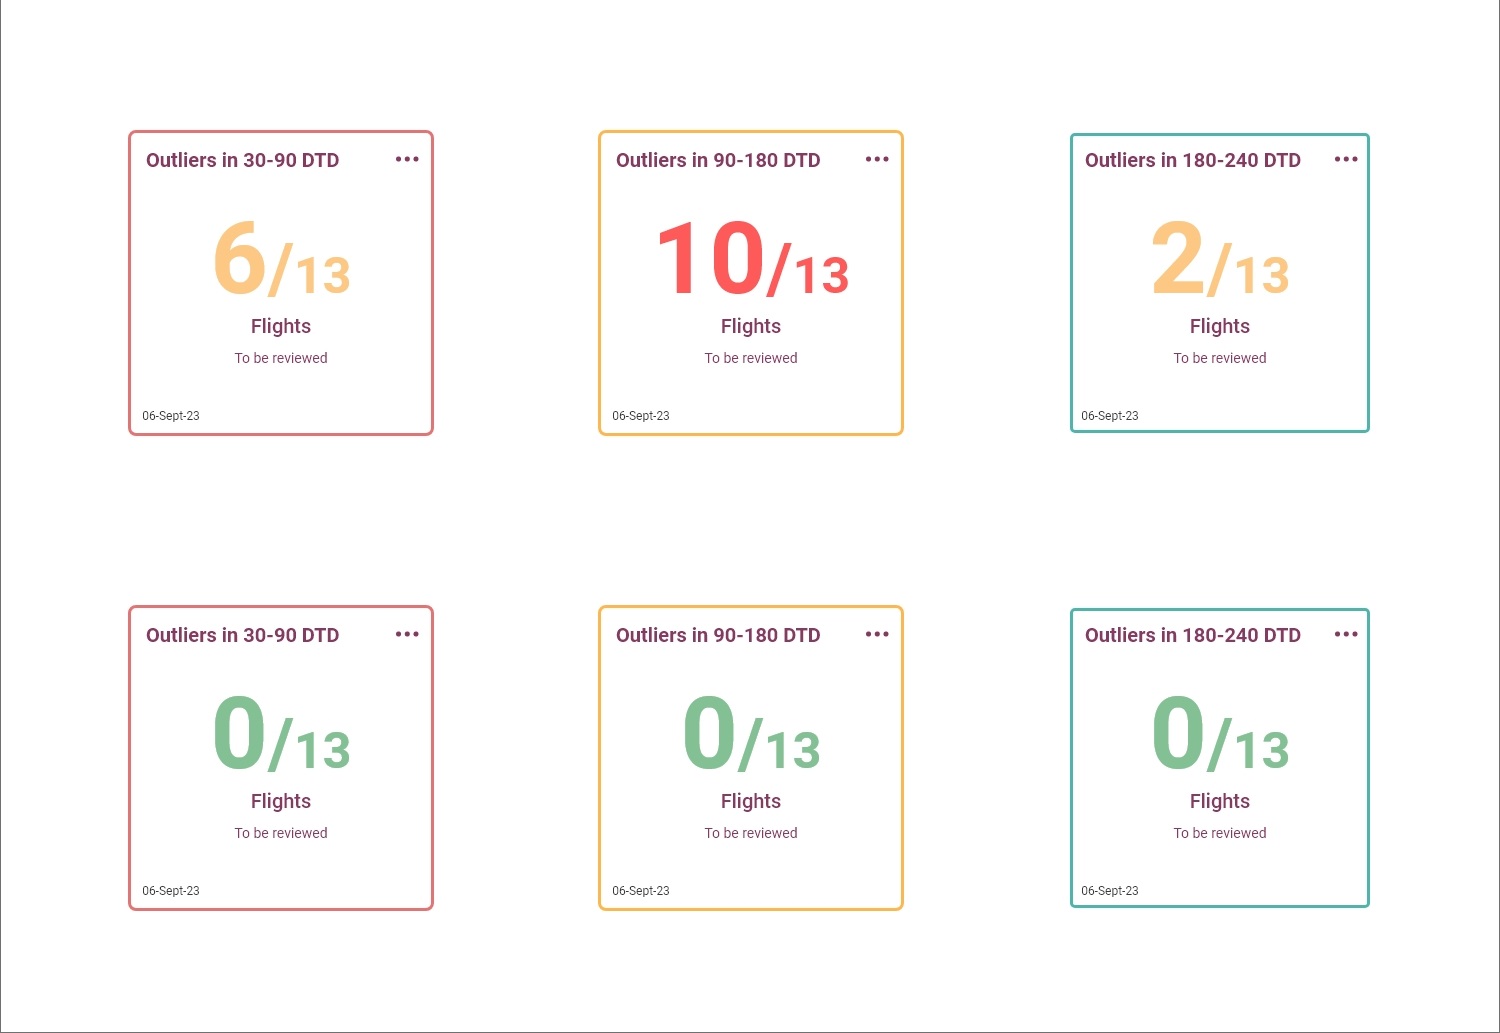 Outliers in 30-90 DTD
6/13
Flights
To be reviewed
06-Sept-23
Outliers in 90-180 DTD
10/13
Flights
To be reviewed
06-Sept-23
Outliers in 180-240 DTD
2/13
Flights
To be reviewed
06-Sept-23
Outliers in 30-90 DTD
0/13
Flights
To be reviewed
06-Sept-23
Outliers in 90-180 DTD
0/13
Flights
To be reviewed
06-Sept-23
Outliers in 180-240 DTD
0/13
Flights
To be reviewed
06-Sept-23